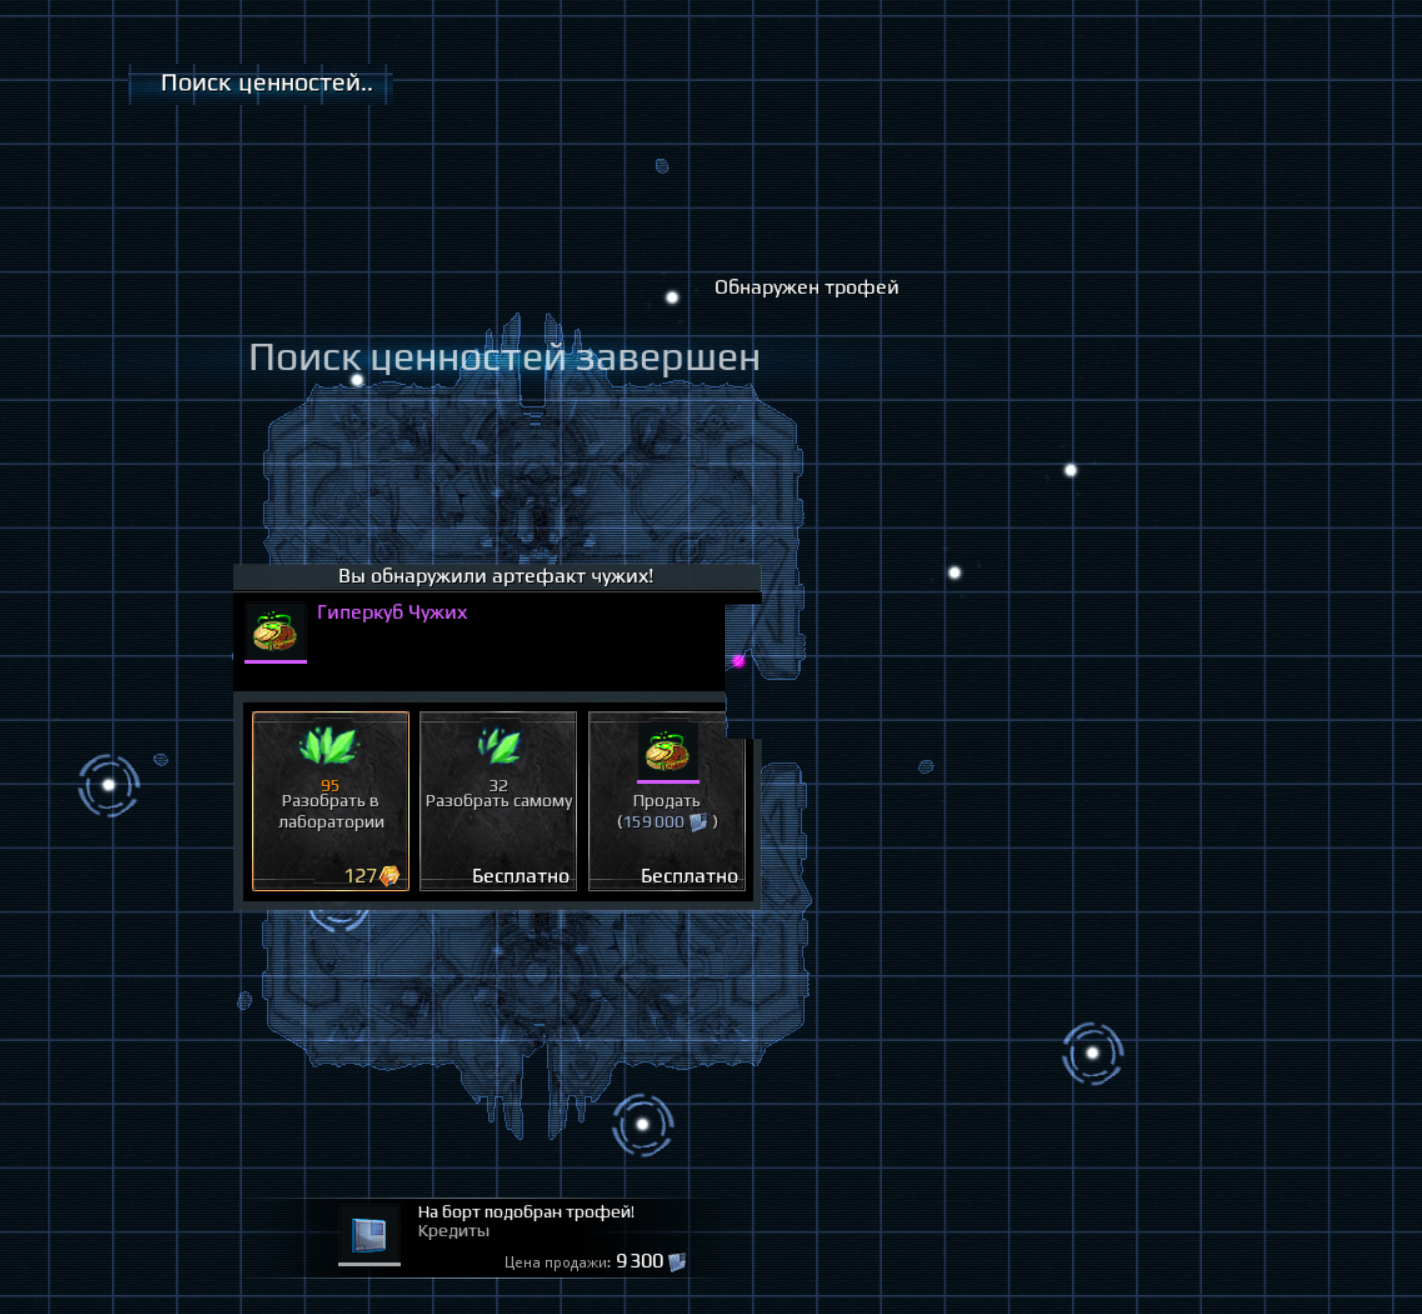 Поиск ценностей..
Обнаружен трофей
Поиск ценностей завершен
Вы обнаружили артефакт чужих!
Гиперкуб Чужих
95
Разобрать в
лаборатории
127
32
Разобрать самому
Бесплатно
Продать
(159 000 )
Бесплатно
На борт подобран трофей!
Кредиты
Цена продажи: 9 300